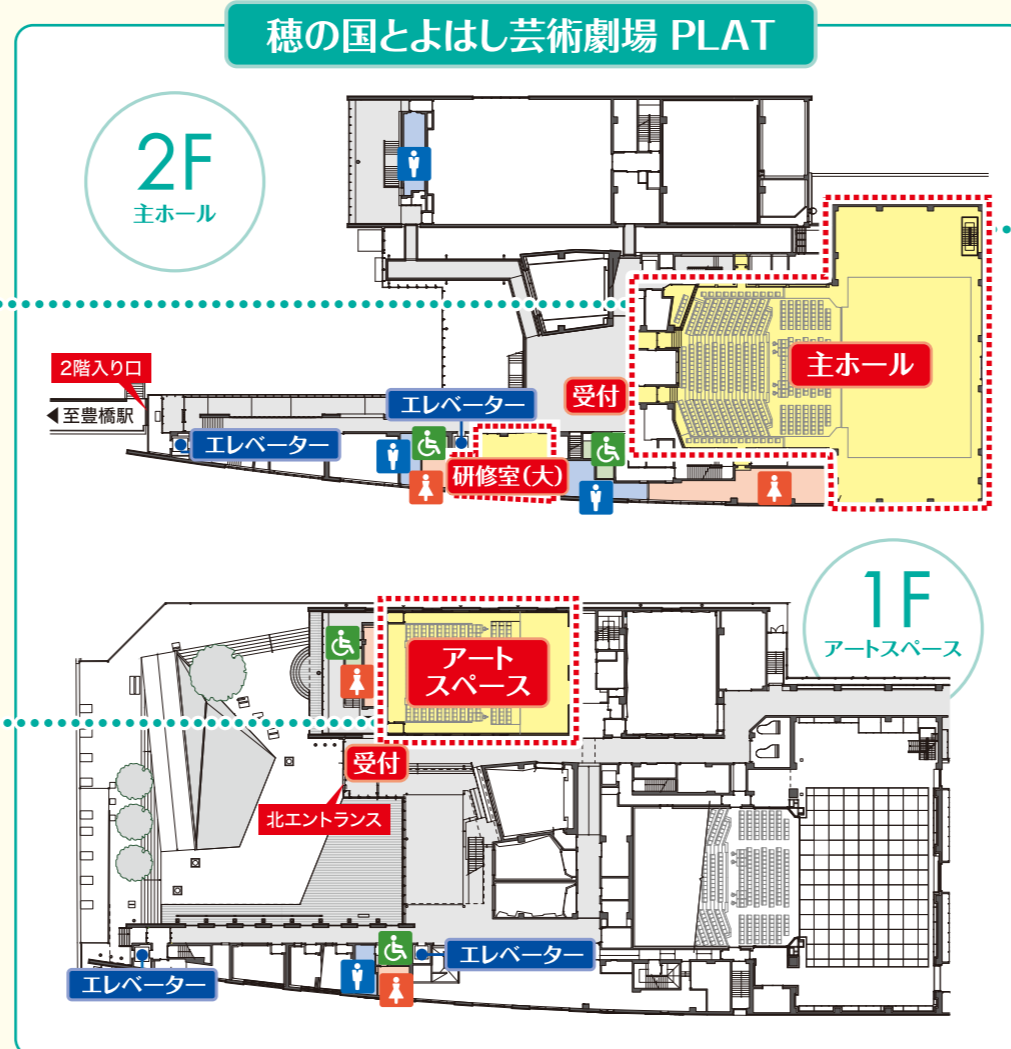 穂の国とよはし芸術劇場 PLAT
2F
主ホール
2階入り口
◀至豊橋駅
エレベーター
エレベーター
受付
主ホール
研修室(大)
1F
アートスペース
アート
スペース
受付
北エントランス
エレベーター
エレベーター